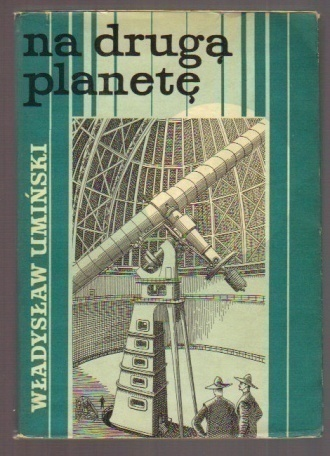 na drugą
planetę
WŁADYSŁAW UMIŃSKI